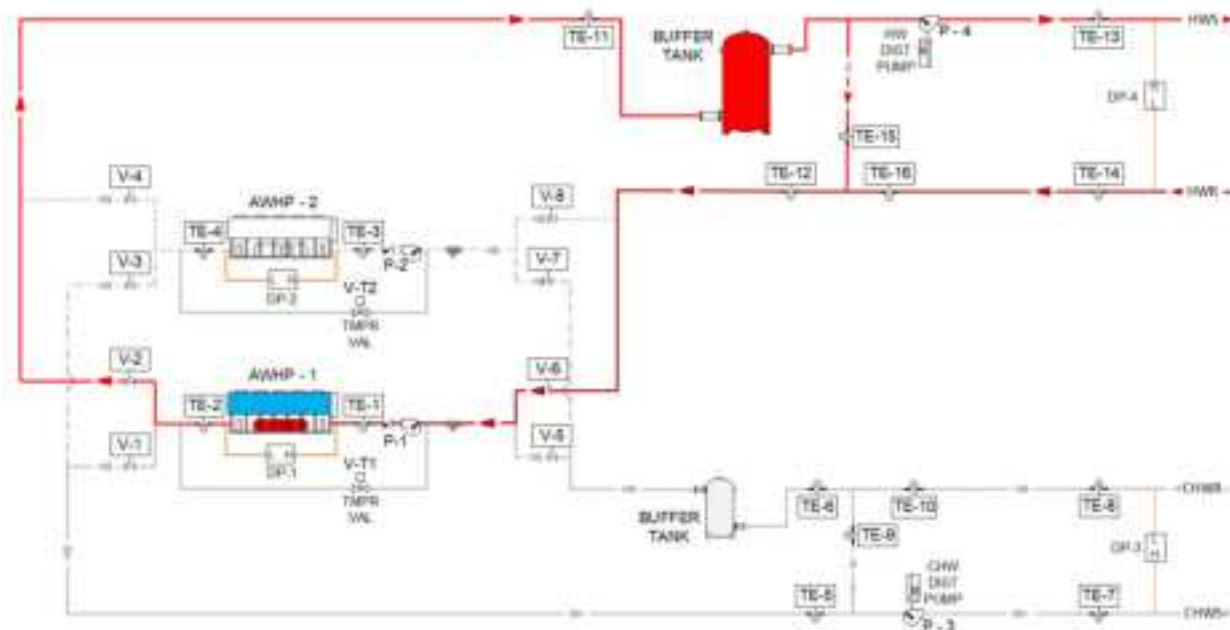 TE-11
BUFFER
TANK
HW
DIST
PUMP
P - 4
TE-13
HWS
DP-4
TE-15
TE-12
TE-16
TE-14
HWR
V-4
AWHP - 2
V-8
TE-4
TE-3
P-2
V-3
V-7
DP-2
V-T2
TMPR
VAL
V-2
AWHP - 1
V-6
TE-2
TE-1
P-1
V-1
V-5
DP-1
V-T1
TMPR
VAL
BUFFER
TANK
TE-6
TE-10
TE-8
CHWR
TE-9
DP-3
CHW
DIST
PUMP
TE-5
P - 3
TE-7
CHWS